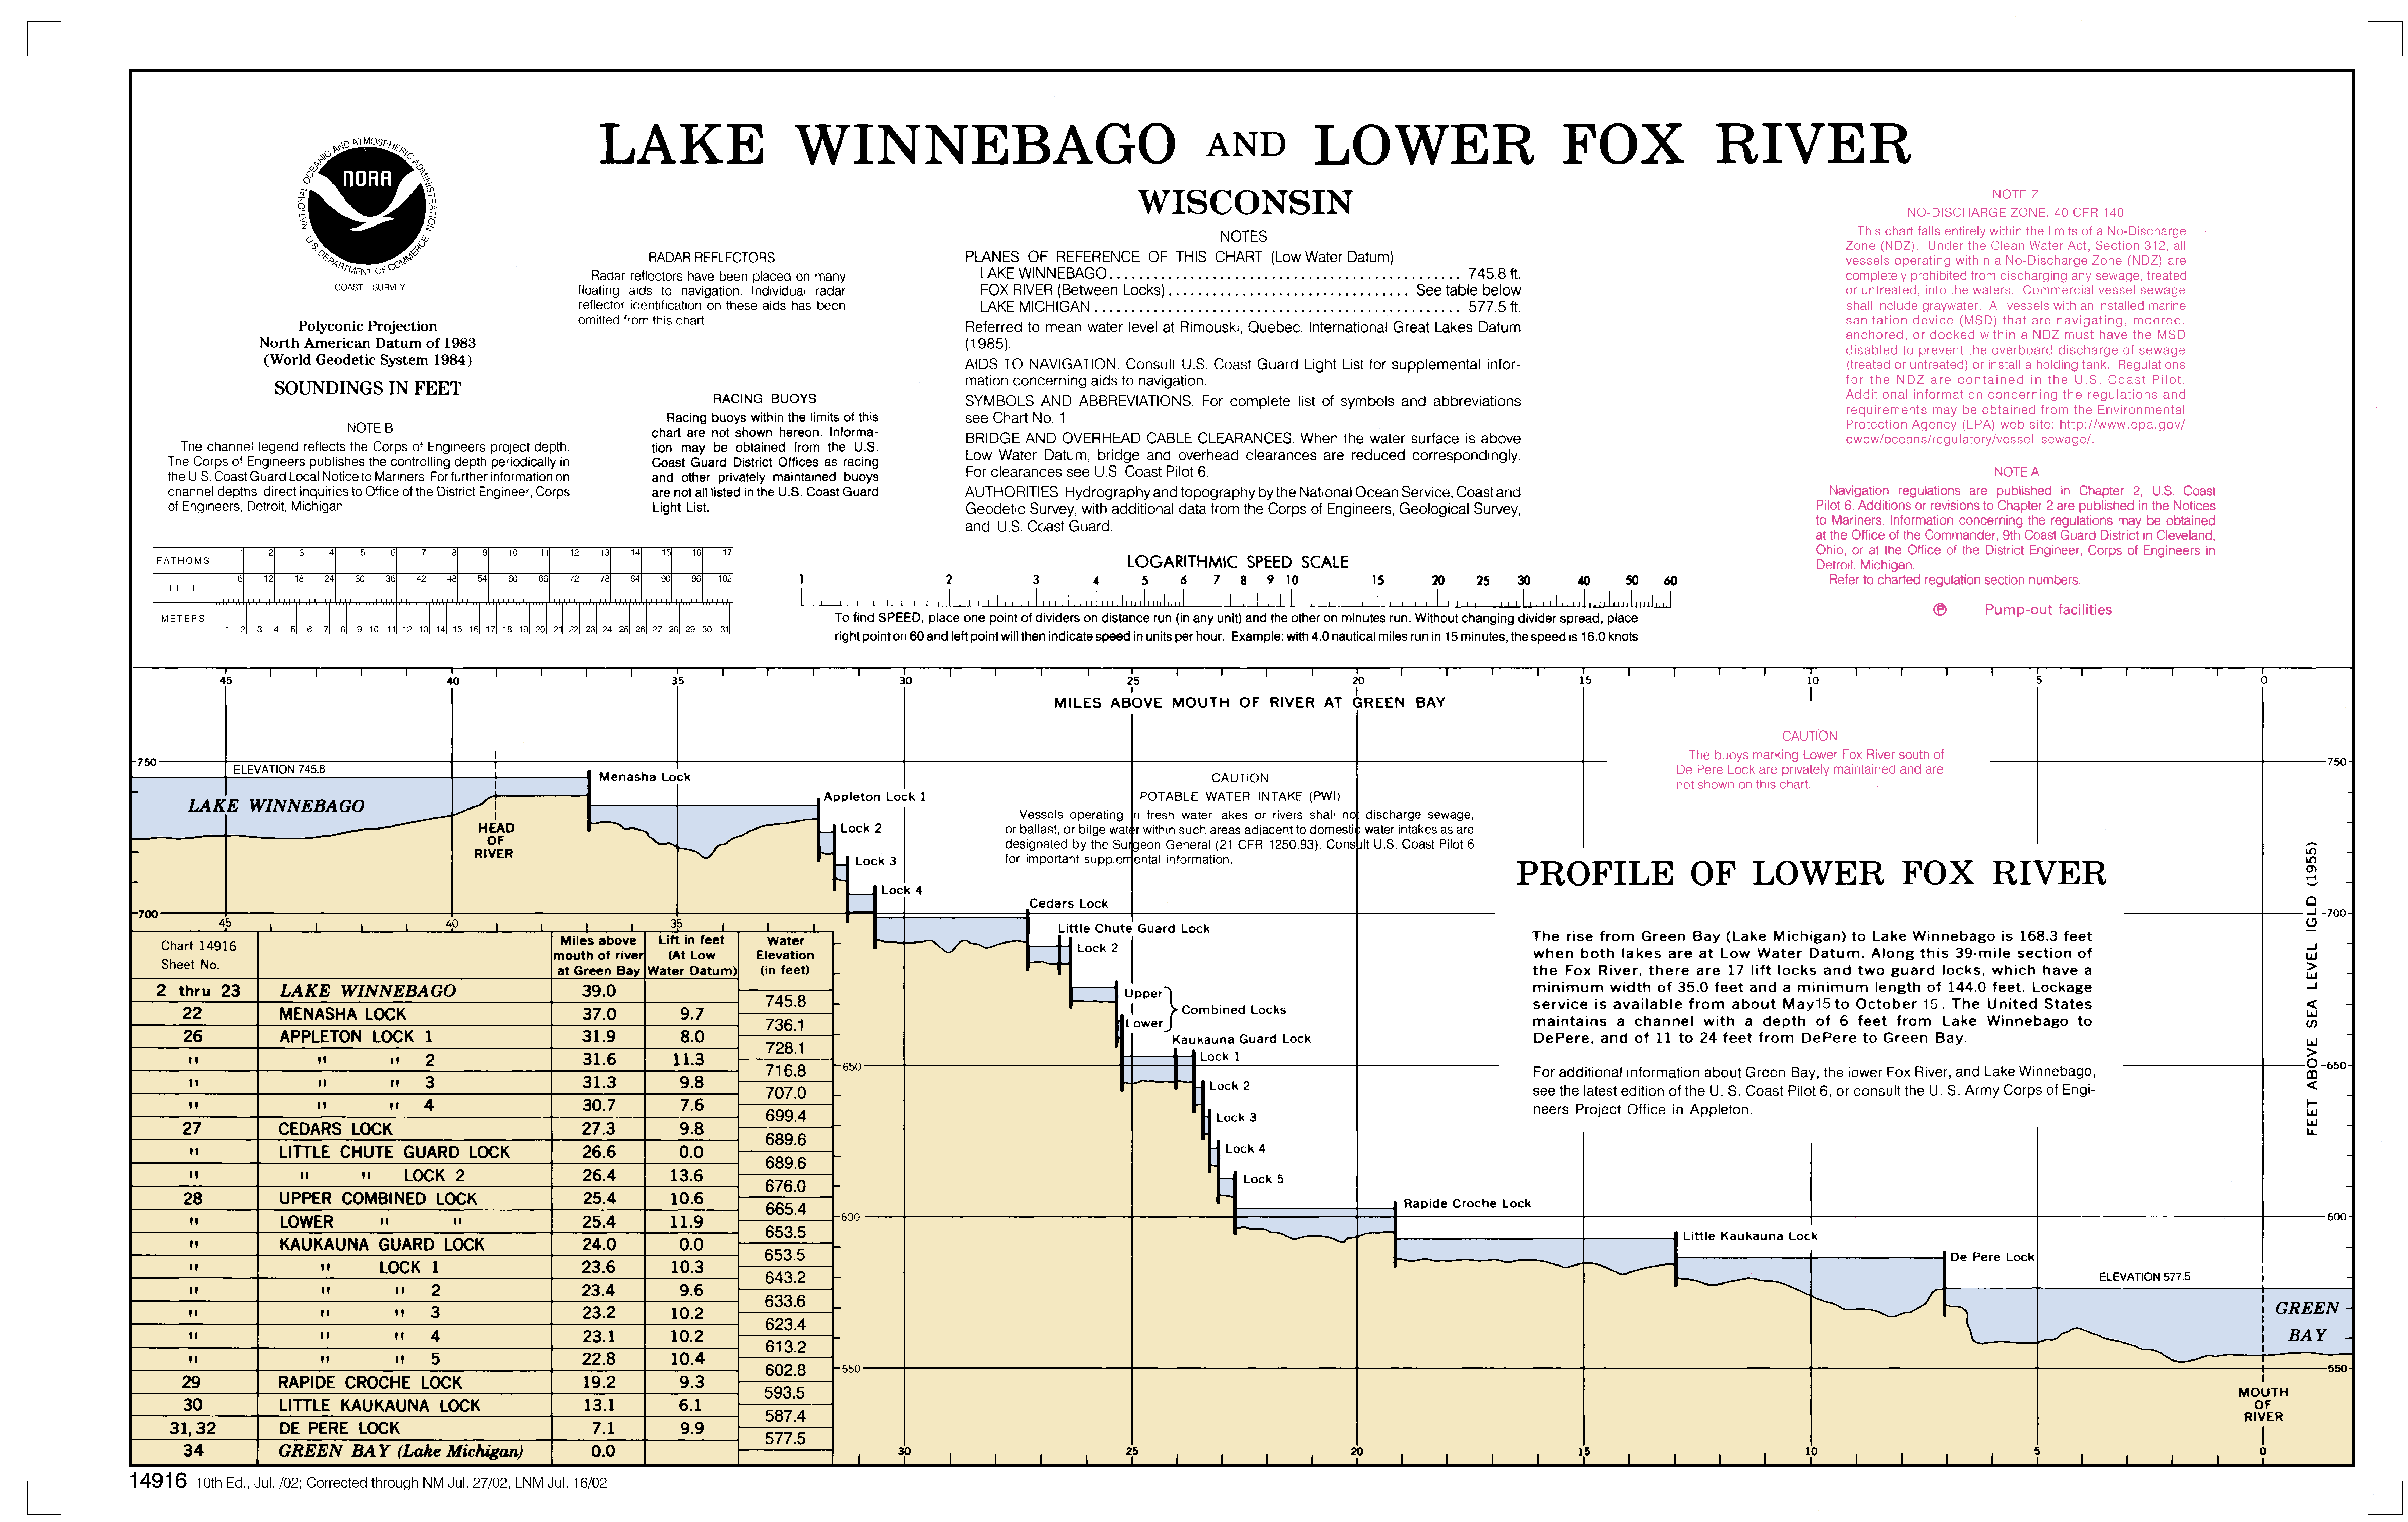 LAKE WINNEBAGO AND LOWER FOX RIVER
WISCONSIN
NATIONAL OCEANIC AND ATMOSPHERIC ADMINISTRATION
U.S. DEPARTMENT OF COMMERCE
NOAA
COAST SURVEY
Polyconic Projection
North American Datum of 1983
(World Geodetic System 1984)
SOUNDINGS IN FEET
NOTE B
The channel legend reflects the Corps of Engineers project depth.
The Corps of Engineers publishes the controlling depth periodically in
the U.S. Coast Guard Local Notice to Mariners. For further information on
channel depths, direct inquiries to Office of the District Engineer, Corps
of Engineers, Detroit, Michigan.
RADAR REFLECTORS
Radar reflectors have been placed on many
floating aids to navigation. Individual radar
reflector identification on these aids has been
omitted from this chart.
RACING BUOYS
Racing buoys within the limits of this
chart are not shown hereon. Informa-
tion may be obtained from the U.S.
Coast Guard District Offices as racing
and other privately maintained buoys
are not all listed in the U.S. Coast Guard
Light List.
NOTES
PLANES OF REFERENCE OF THIS CHART (Low Water Datum)
LAKE WINNEBAGO................................................ 745.8 ft.
FOX RIVER (Between Locks)................................. See table below
LAKE MICHIGAN.................................................. 577.5 ft.
Referred to mean water level at Rimouski, Quebec, International Great Lakes Datum
(1985).
AIDS TO NAVIGATION. Consult U.S. Coast Guard Light List for supplemental infor-
mation concerning aids to navigation.
SYMBOLS AND ABBREVIATIONS. For complete list of symbols and abbreviations
see Chart No. 1.
BRIDGE AND OVERHEAD CABLE CLEARANCES. When the water surface is above
Low Water Datum, bridge and overhead clearances are reduced correspondingly.
For clearances see U.S. Coast Pilot 6.
AUTHORITIES. Hydrography and topography by the National Ocean Service, Coast and
Geodetic Survey, with additional data from the Corps of Engineers, Geological Survey,
and U.S. Coast Guard.
NOTE Z
NO-DISCHARGE ZONE, 40 CFR 140
This chart falls entirely within the limits of a No-Discharge
Zone (NDZ). Under the Clean Water Act, Section 312, all
vessels operating within a No-Discharge Zone (NDZ) are
completely prohibited from discharging any sewage, treated
or untreated, into the waters. Commercial vessel sewage
shall include graywater. All vessels with an installed marine
sanitation device (MSD) that are navigating, moored,
anchored, or docked within a NDZ must have the MSD
disabled to prevent the overboard discharge of sewage
(treated or untreated) or install a holding tank. Regulations
for the NDZ are contained in the U.S. Coast Pilot.
Additional information concerning the regulations and
requirements may be obtained from the Environmental
Protection Agency (EPA) web site: http://www.epa.gov/
owow/oceans/regulatory/vessel_sewage/.
NOTE A
Navigation regulations are published in Chapter 2, U.S. Coast
Pilot 6. Additions or revisions to Chapter 2 are published in the Notices
to Mariners. Information concerning the regulations may be obtained
at the Office of the Commander, 9th Coast Guard District in Cleveland,
Ohio, or at the Office of the District Engineer, Corps of Engineers in
Detroit, Michigan.
Refer to charted regulation section numbers.
Ⓟ Pump-out facilities
FATHOMS 1 2 3 4 5 6 7 8 9 10 11 12 13 14 15 16 17
FEET 6 12 18 24 30 36 42 48 54 60 66 72 78 84 90 96 102
METERS 1 2 3 4 5 6 7 8 9 10 11 12 13 14 15 16 17 18 19 20 21 22 23 24 25 26 27 28 29 30 31
LOGARITHMIC SPEED SCALE
1 2 3 4 5 6 7 8 9 10 15 20 25 30 40 50 60
To find SPEED, place one point of dividers on distance run (in any unit) and the other on minutes run. Without changing divider spread, place
right point on 60 and left point will then indicate speed in units per hour. Example: with 4.0 nautical miles run in 15 minutes, the speed is 16.0 knots
45 40 35 30 25 20 15 10 5 0
MILES ABOVE MOUTH OF RIVER AT GREEN BAY
CAUTION
The buoys marking Lower Fox River south of
De Pere Lock are privately maintained and are
not shown on this chart.
750
750
ELEVATION 745.8
LAKE WINNEBAGO
HEAD
OF
RIVER
Menasha Lock
Appleton Lock 1
Lock 2
Lock 3
Lock 4
CAUTION
POTABLE WATER INTAKE (PWI)
Vessels operating in fresh water lakes or rivers shall not discharge sewage,
or ballast, or bilge water within such areas adjacent to domestic water intakes as are
designated by the Surgeon General (21 CFR 1250.93). Consult U.S. Coast Pilot 6
for important supplemental information.
PROFILE OF LOWER FOX RIVER
The rise from Green Bay (Lake Michigan) to Lake Winnebago is 168.3 feet
when both lakes are at Low Water Datum. Along this 39-mile section of
the Fox River, there are 17 lift locks and two guard locks, which have a
minimum width of 35.0 feet and a minimum length of 144.0 feet. Lockage
service is available from about May15 to October 15. The United States
maintains a channel with a depth of 6 feet from Lake Winnebago to
DePere, and of 11 to 24 feet from DePere to Green Bay.
For additional information about Green Bay, the lower Fox River, and Lake Winnebago,
see the latest edition of the U. S. Coast Pilot 6, or consult the U. S. Army Corps of Engi-
neers Project Office in Appleton.
FEET ABOVE SEA LEVEL IGLD (1955)
700
700
45 40 35
Cedars Lock
Little Chute Guard Lock
Lock 2
Upper
Lower
Combined Locks
Kaukauna Guard Lock
Lock 1
Lock 2
Lock 3
Lock 4
Lock 5
650
650
600
600
Rapide Croche Lock
Little Kaukauna Lock
De Pere Lock
ELEVATION 577.5
GREEN
BAY
550
550
MOUTH
OF
RIVER
30 25 20 15 10 5 0
Chart 14916
Sheet No.
Miles above
mouth of river
at Green Bay
Lift in feet
(At Low
Water Datum)
Water
Elevation
(in feet)
2 thru 23 LAKE WINNEBAGO 39.0
745.8
22 MENASHA LOCK 37.0 9.7
736.1
26 APPLETON LOCK 1 31.9 8.0
728.1
" " " 2 31.6 11.3
716.8
" " " 3 31.3 9.8
707.0
" " " 4 30.7 7.6
699.4
27 CEDARS LOCK 27.3 9.8
689.6
" LITTLE CHUTE GUARD LOCK 26.6 0.0
689.6
" " " LOCK 2 26.4 13.6
676.0
28 UPPER COMBINED LOCK 25.4 10.6
665.4
" LOWER " " 25.4 11.9
653.5
" KAUKAUNA GUARD LOCK 24.0 0.0
653.5
" " LOCK 1 23.6 10.3
643.2
" " " 2 23.4 9.6
633.6
" " " 3 23.2 10.2
623.4
" " " 4 23.1 10.2
613.2
" " " 5 22.8 10.4
602.8
29 RAPIDE CROCHE LOCK 19.2 9.3
593.5
30 LITTLE KAUKAUNA LOCK 13.1 6.1
587.4
31, 32 DE PERE LOCK 7.1 9.9
577.5
34 GREEN BAY (Lake Michigan) 0.0
14916 10th Ed., Jul. /02; Corrected through NM Jul. 27/02, LNM Jul. 16/02